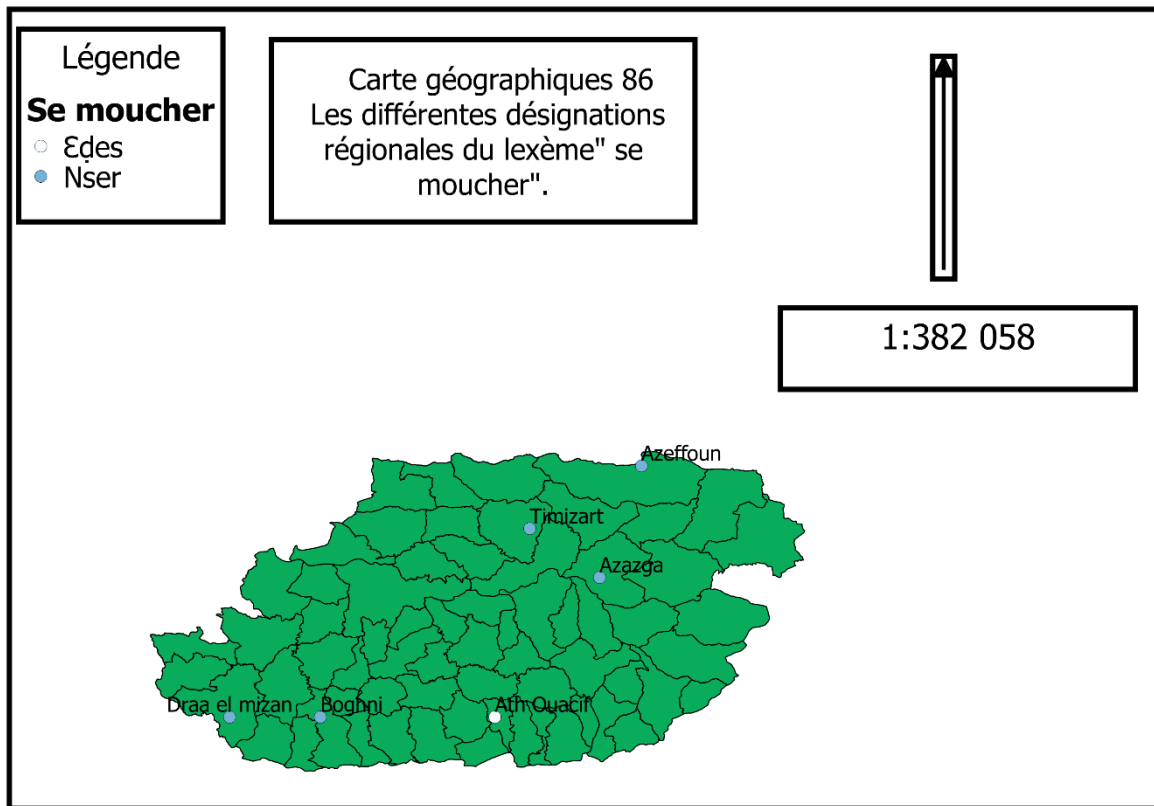 Légende
Se moucher
Ɛḍes
Nser
Carte géographiques 86
Les différentes désignations
régionales du lexème" se
moucher".
1:382 058
Azeffoun
Timizart
Azazga
Draa el mizan
Boghni
Ath Ouacif